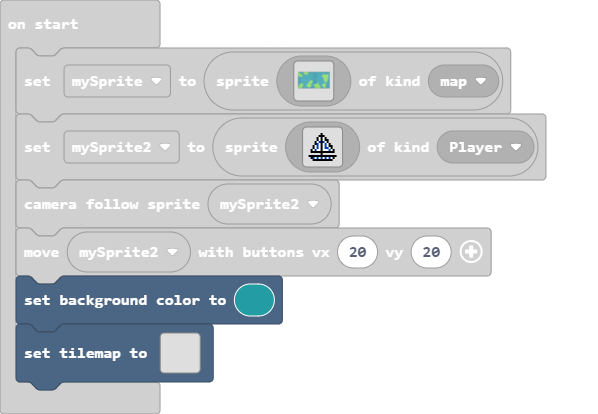 on start
set mySprite to sprite of kind map
set mySprite2 to sprite of kind Player
camera follow sprite mySprite2
move mySprite2 with buttons vx 20 vy 20
set background color to
set tilemap to